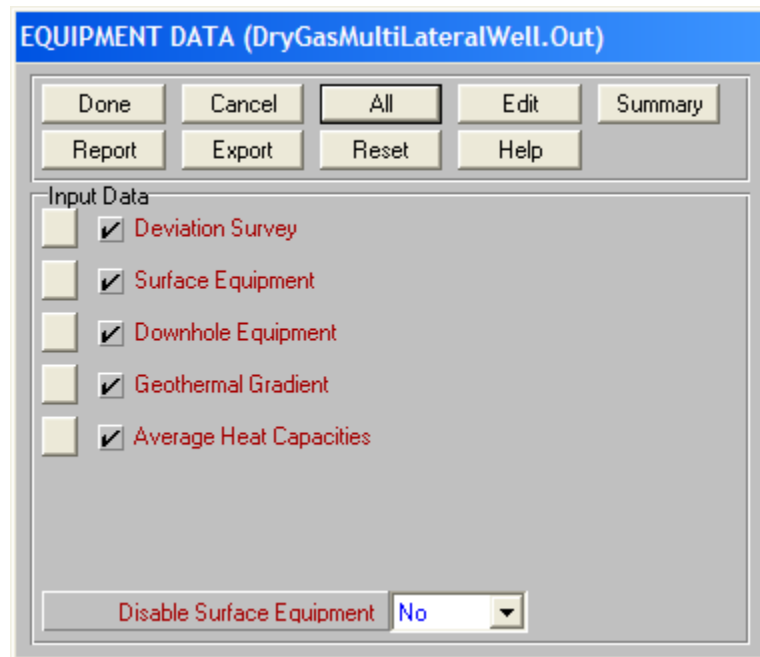 EQUIPMENT DATA (DryGasMultiLateralWell.Out)
Done Cancel All Edit Summary
Report Export Reset Help
Input Data
Deviation Survey
Surface Equipment
Downhole Equipment
Geothermal Gradient
Average Heat Capacities
Disable Surface Equipment No